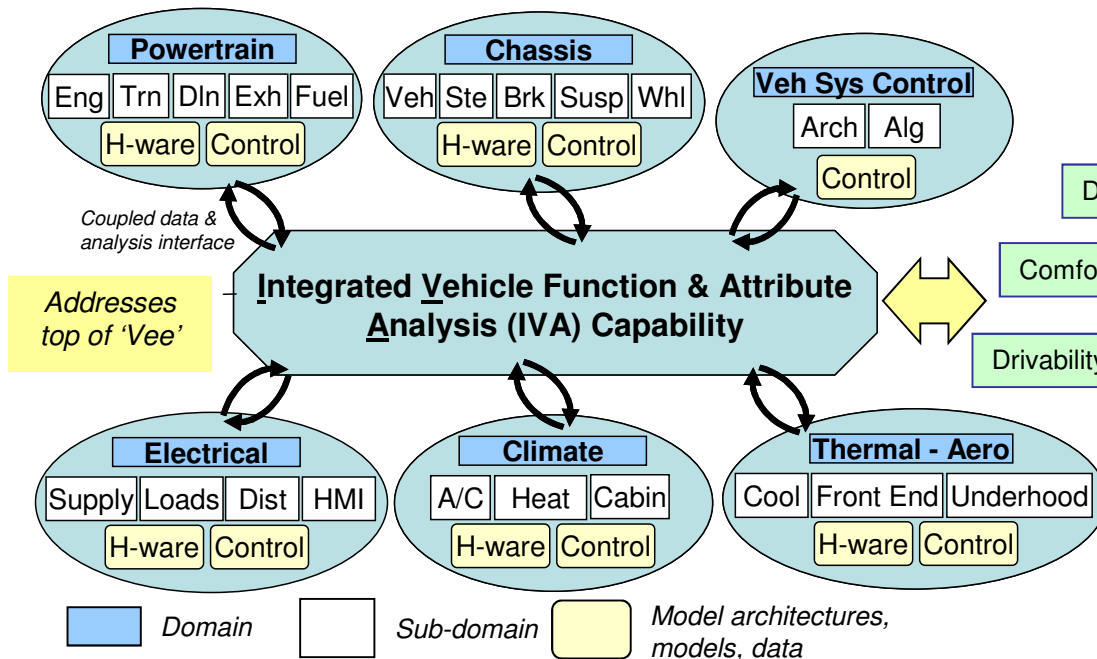 Powertrain
Eng Trn Dln Exh Fuel
H-ware Control
Chassis
Veh Ste Brk Susp Whl
H-ware Control
Veh Sys Control
Arch Alg
Control
Coupled data &
analysis interface
Addresses
top of ‘Vee’
Integrated Vehicle Function & Attribute
Analysis (IVA) Capability
D
Comfo
Drivability
Electrical
Supply Loads Dist HMI
H-ware Control
Climate
A/C Heat Cabin
H-ware Control
Thermal - Aero
Cool Front End Underhood
H-ware Control
Domain
Sub-domain
Model architectures,
models, data